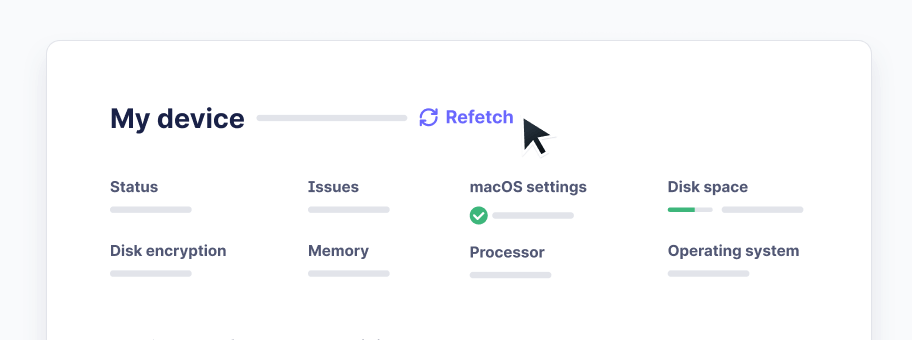 My device
Refetch
Status
Issues
macOS settings
Disk space
Disk encryption
Memory
Processor
Operating system